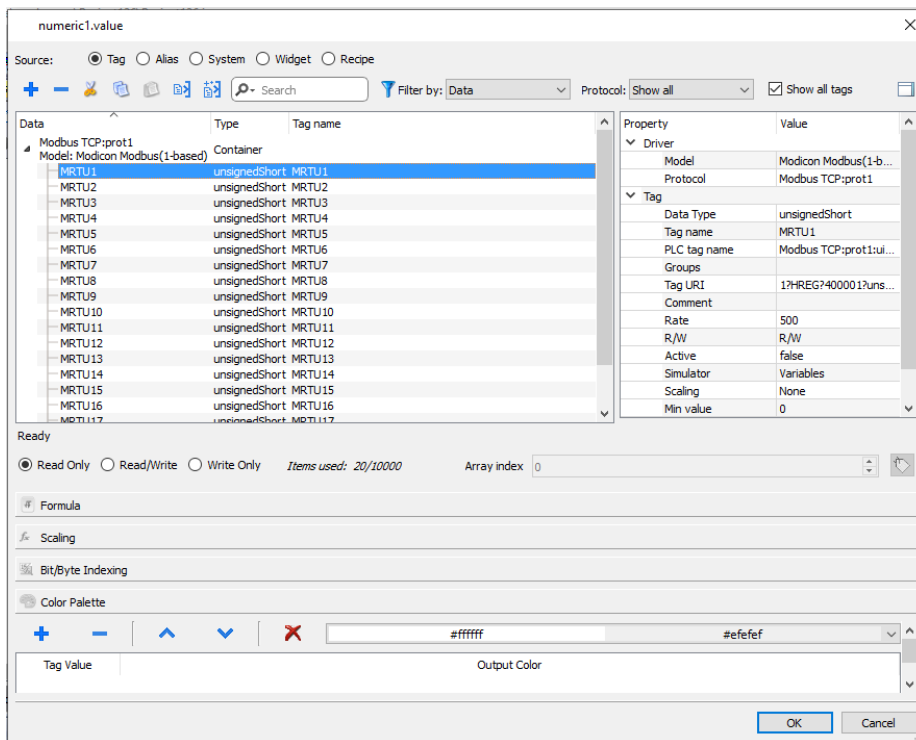 numeric1.value
Source: Tag Alias System Widget Recipe
Search Filter by: Data Protocol: Show all Show all tags
Data Type Tag name
Modbus TCP:prot1
Model: Modicon Modbus(1-based) Container
MRTU1 unsignedShort MRTU1
MRTU2 unsignedShort MRTU2
MRTU3 unsignedShort MRTU3
MRTU4 unsignedShort MRTU4
MRTU5 unsignedShort MRTU5
MRTU6 unsignedShort MRTU6
MRTU7 unsignedShort MRTU7
MRTU8 unsignedShort MRTU8
MRTU9 unsignedShort MRTU9
MRTU10 unsignedShort MRTU10
MRTU11 unsignedShort MRTU11
MRTU12 unsignedShort MRTU12
MRTU13 unsignedShort MRTU13
MRTU14 unsignedShort MRTU14
MRTU15 unsignedShort MRTU15
MRTU16 unsignedShort MRTU16
MRTU17 unsignedShort MRTU17
Property Value
Driver
Model Modicon Modbus(1-b...
Protocol Modbus TCP:prot1
Tag
Data Type unsignedShort
Tag name MRTU1
PLC tag name Modbus TCP:prot1:ui...
Groups
Tag URI 1?HREG?400001?uns...
Comment
Rate 500
R/W R/W
Active false
Simulator Variables
Scaling None
Min value 0
Ready
Read Only Read/Write Write Only Items used: 20/10000 Array index 0
Formula
Scaling
Bit/Byte Indexing
Color Palette
#ffffff #efefef
Tag Value Output Color
OK Cancel